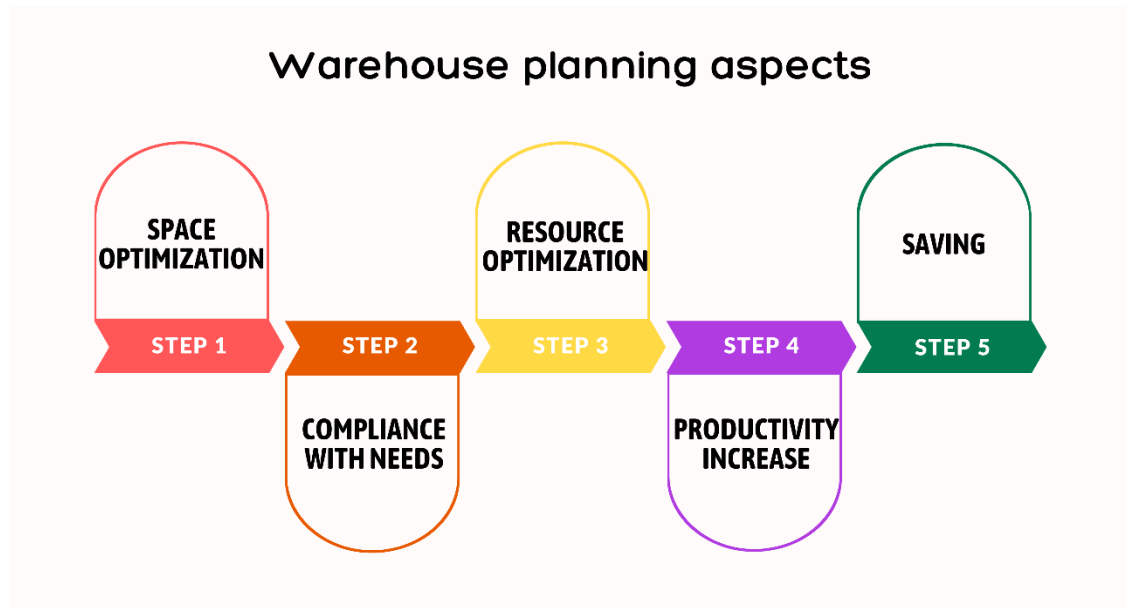 Warehouse planning aspects
SPACE
OPTIMIZATION
STEP 1
STEP 2
COMPLIANCE
WITH NEEDS
RESOURCE
OPTIMIZATION
STEP 3
STEP 4
PRODUCTIVITY
INCREASE
SAVING
STEP 5